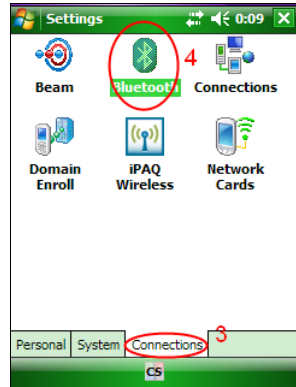 Settings 0:09
4
Beam Bluetooth Connections
Domain Enroll iPAQ Wireless Network Cards
3
Personal System Connections
CS